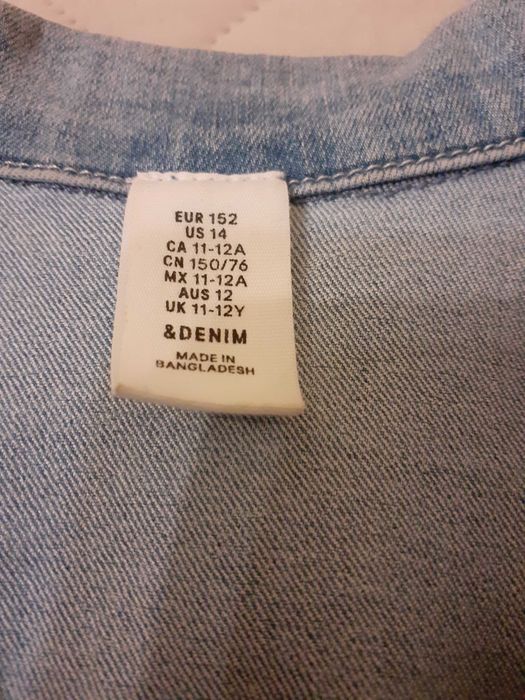 EUR 152
US 14
CA 11-12A
CN 150/76
MX 11-12A
AUS 12
UK 11-12Y
&DENIM
MADE IN
BANGLADESH